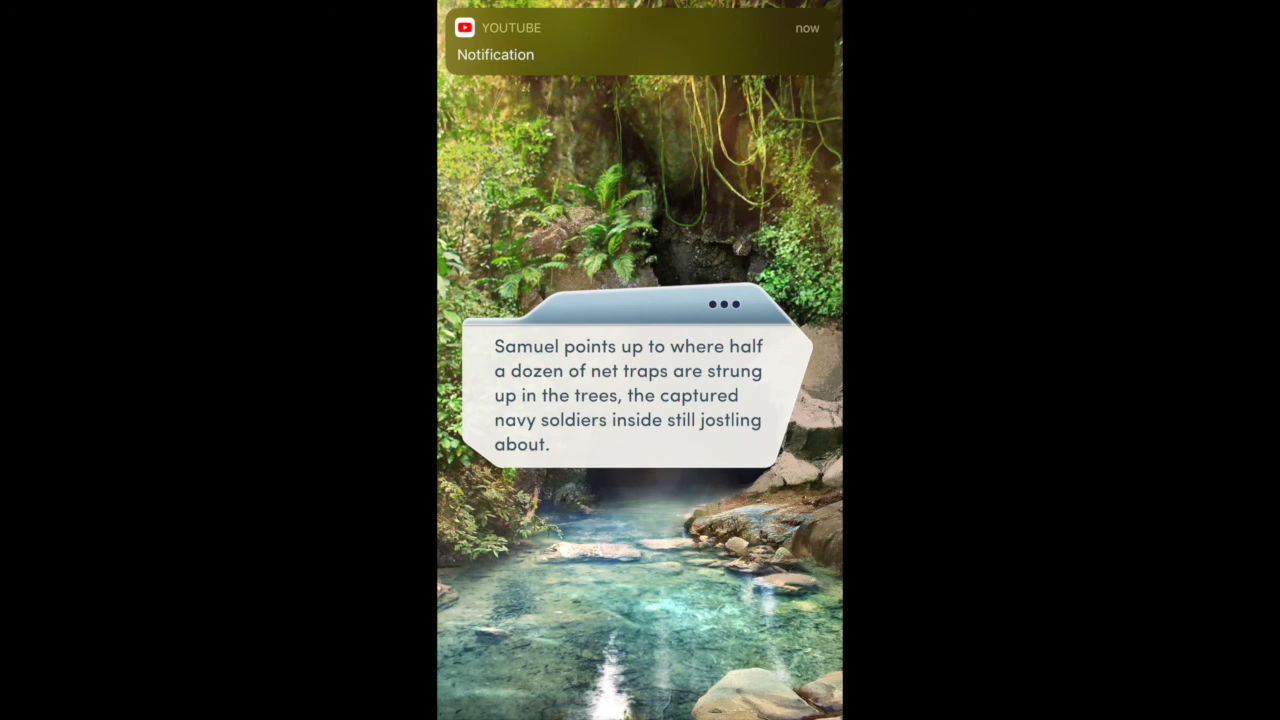 YOUTUBE
now
Notification
Samuel points up to where half
a dozen of net traps are strung
up in the trees, the captured
navy soldiers inside still jostling
about.